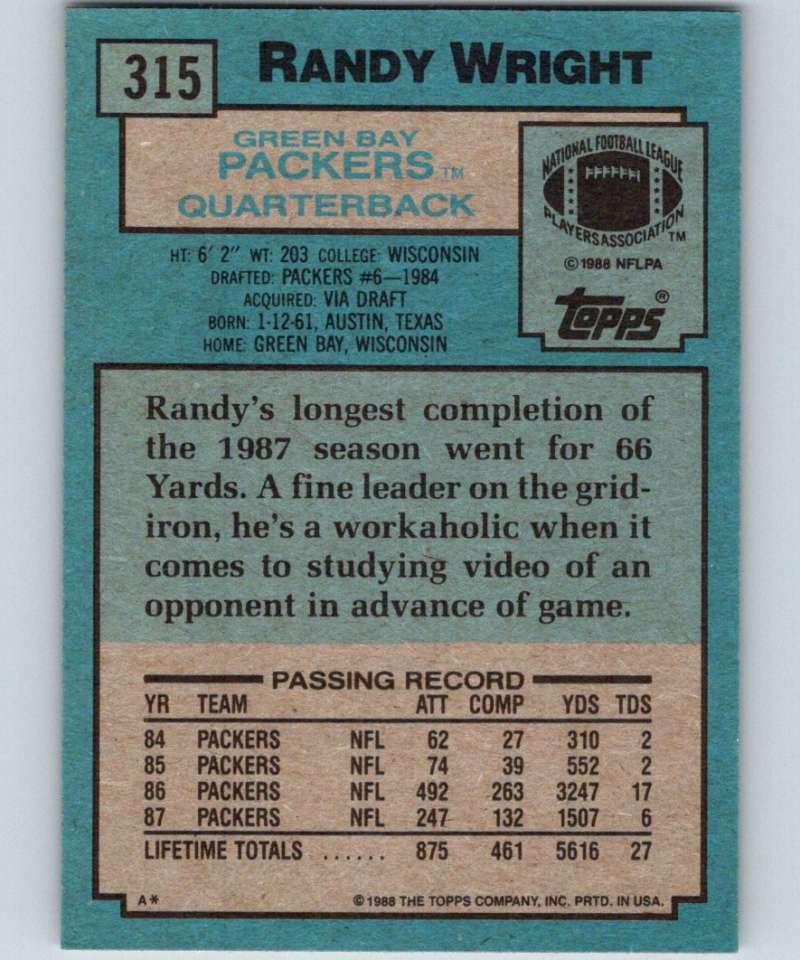 315
RANDY WRIGHT
GREEN BAY
PACKERS™
QUARTERBACK
NATIONAL FOOTBALL LEAGUE
PLAYERS ASSOCIATION™
©1988 NFLPA
Topps®
HT: 6' 2" WT: 203 COLLEGE: WISCONSIN
DRAFTED: PACKERS #6—1984
ACQUIRED: VIA DRAFT
BORN: 1-12-61, AUSTIN, TEXAS
HOME: GREEN BAY, WISCONSIN
Randy's longest completion of
the 1987 season went for 66
Yards. A fine leader on the grid-
iron, he's a workaholic when it
comes to studying video of an
opponent in advance of game.
PASSING RECORD
YR TEAM ATT COMP YDS TDS
84 PACKERS NFL 62 27 310 2
85 PACKERS NFL 74 39 552 2
86 PACKERS NFL 492 263 3247 17
87 PACKERS NFL 247 132 1507 6
LIFETIME TOTALS ...... 875 461 5616 27
A* ©1988 THE TOPPS COMPANY, INC. PRTD. IN USA.